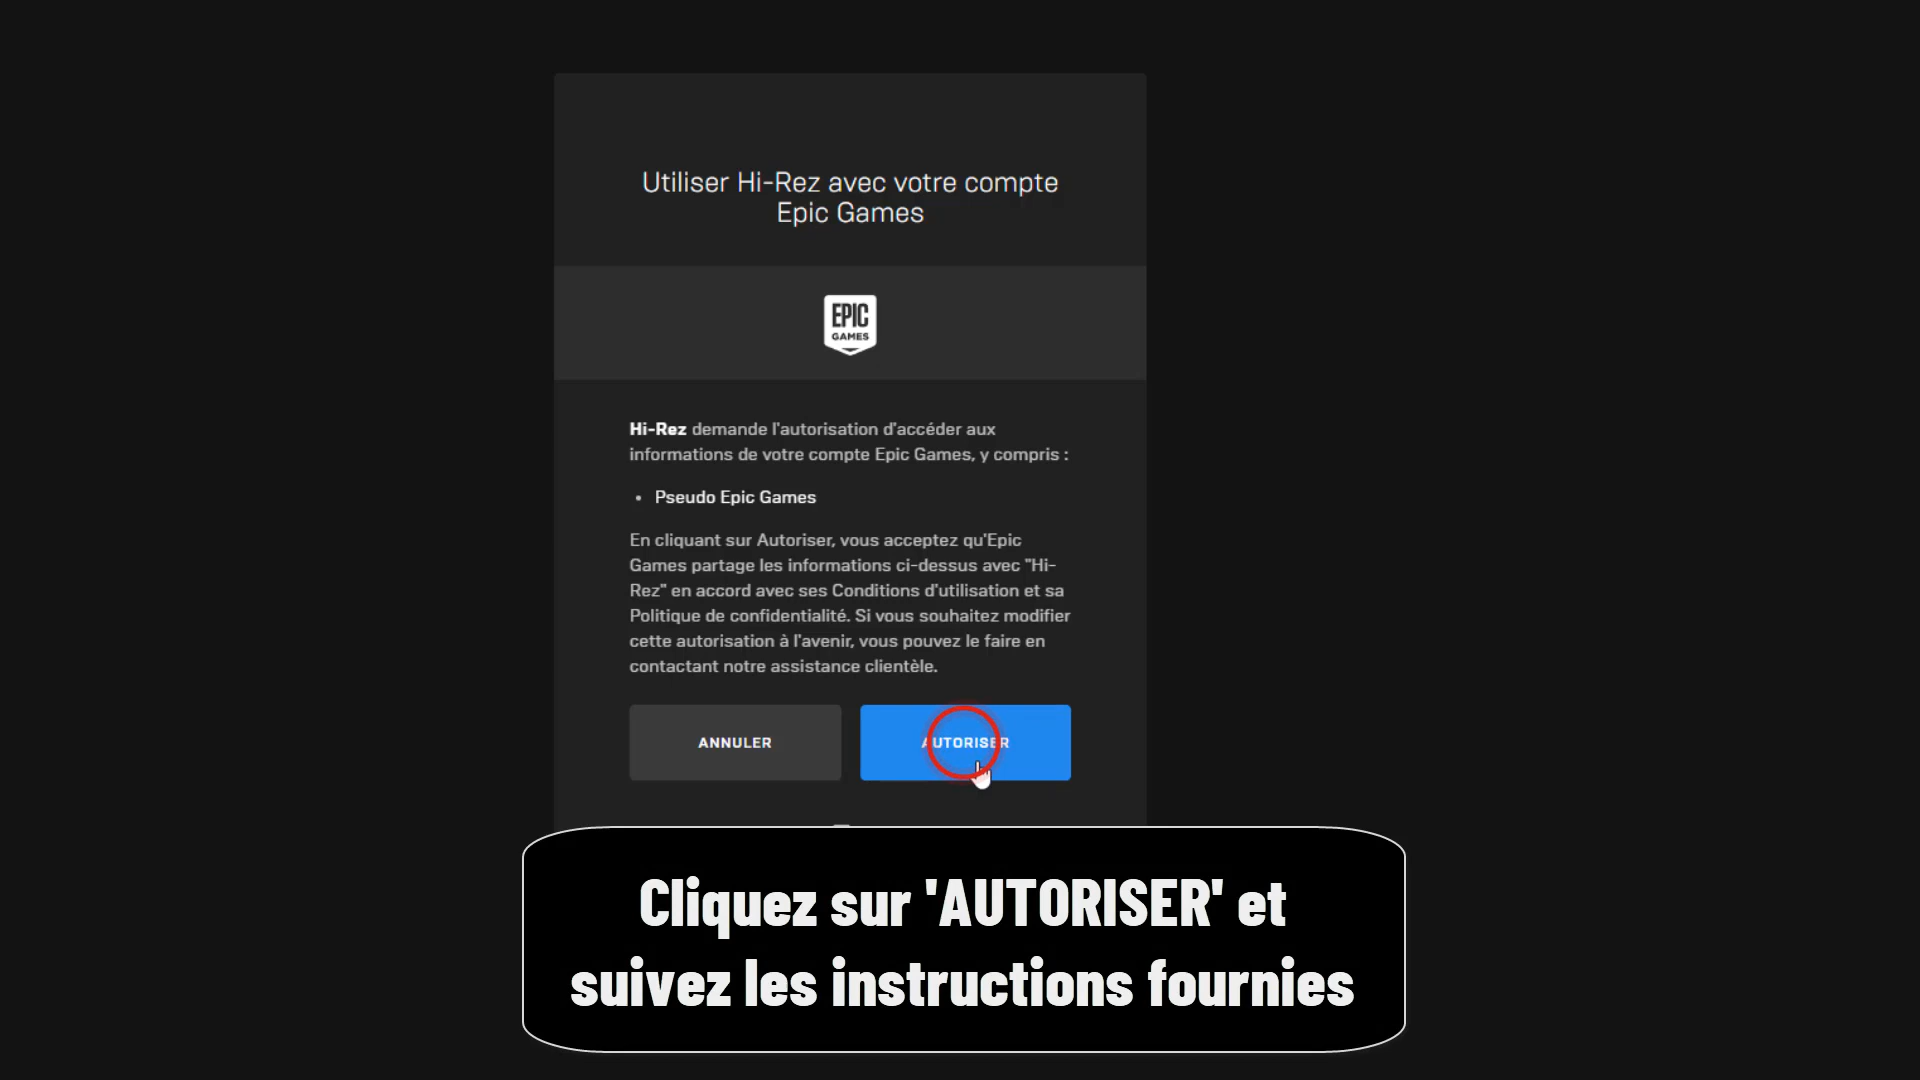 Utiliser Hi-Rez avec votre compte
Epic Games
EPIC
GAMES
Hi-Rez demande l'autorisation d'accéder aux
informations de votre compte Epic Games, y compris :
• Pseudo Epic Games
En cliquant sur Autoriser, vous acceptez qu'Epic
Games partage les informations ci-dessus avec "Hi-
Rez" en accord avec ses Conditions d'utilisation et sa
Politique de confidentialité. Si vous souhaitez modifier
cette autorisation à l'avenir, vous pouvez le faire en
contactant notre assistance clientèle.
ANNULER
AUTORISER
Cliquez sur 'AUTORISER' et
suivez les instructions fournies